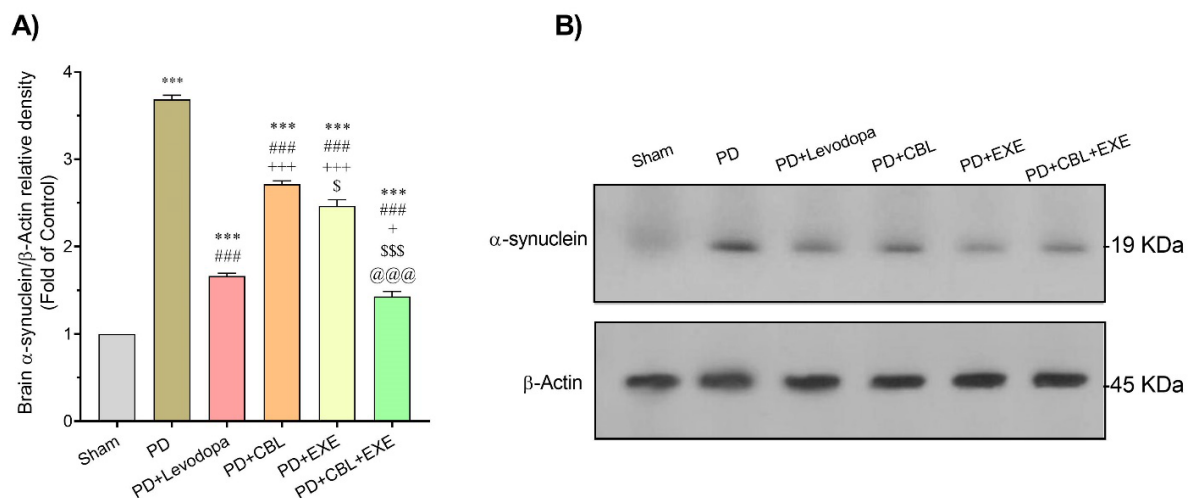 A)
Brain α-synuclein/β-Actin relative density
(Fold of Control)
4
3
2
1
0
***
***
###
***
###
+++
***
###
+++
$
***
###
+
$$$
@@@
Sham
PD
PD+Levodopa
PD+CBL
PD+EXE
PD+CBL+EXE
B)
Sham
PD
PD+Levodopa
PD+CBL
PD+EXE
PD+CBL+EXE
α-synuclein
-19 KDa
β-Actin
-45 KDa